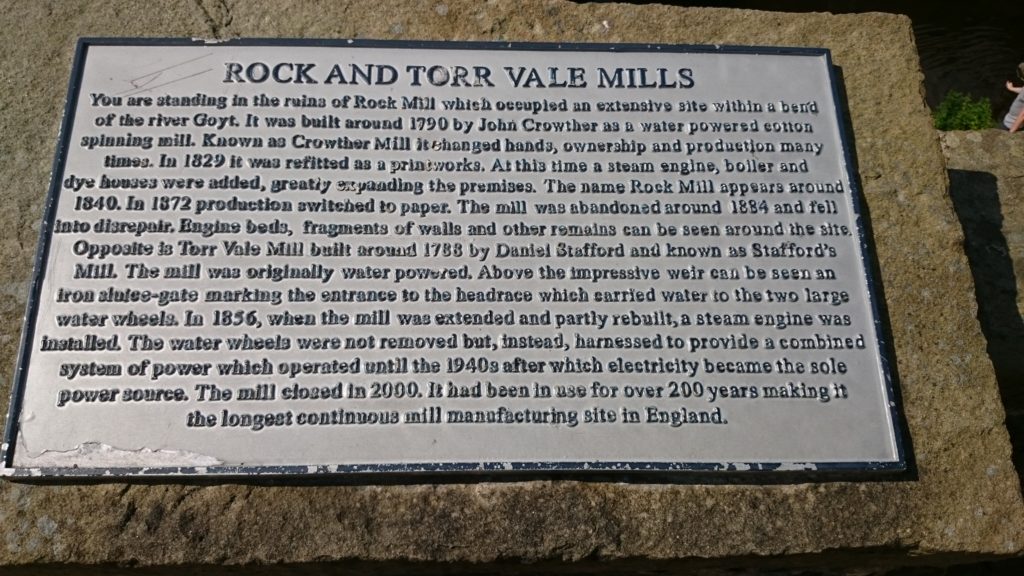 ROCK AND TORR VALE MILLS
You are standing in the ruins of Rock Mill which occupied an extensive site within a bend
of the river Goyt. It was built around 1790 by John Crowther as a water powered cotton
spinning mill. Known as Crowther Mill it changed hands, ownership and production many
times. In 1829 it was refitted as a printworks. At this time a steam engine, boiler and
dye houses were added, greatly expanding the premises. The name Rock Mill appears around
1840. In 1872 production switched to paper. The mill was abandoned around 1884 and fell
into disrepair. Engine beds, fragments of walls and other remains can be seen around the site.
Opposite is Torr Vale Mill built around 1788 by Daniel Stafford and known as Stafford's
Mill. The mill was originally water powered. Above the impressive weir can be seen an
iron sluice-gate marking the entrance to the headrace which carried water to the two large
water wheels. In 1856, when the mill was extended and partly rebuilt, a steam engine was
installed. The water wheels were not removed but, instead, harnessed to provide a combined
system of power which operated until the 1940s after which electricity became the sole
power source. The mill closed in 2000. It had been in use for over 200 years making it
the longest continuous mill manufacturing site in England.